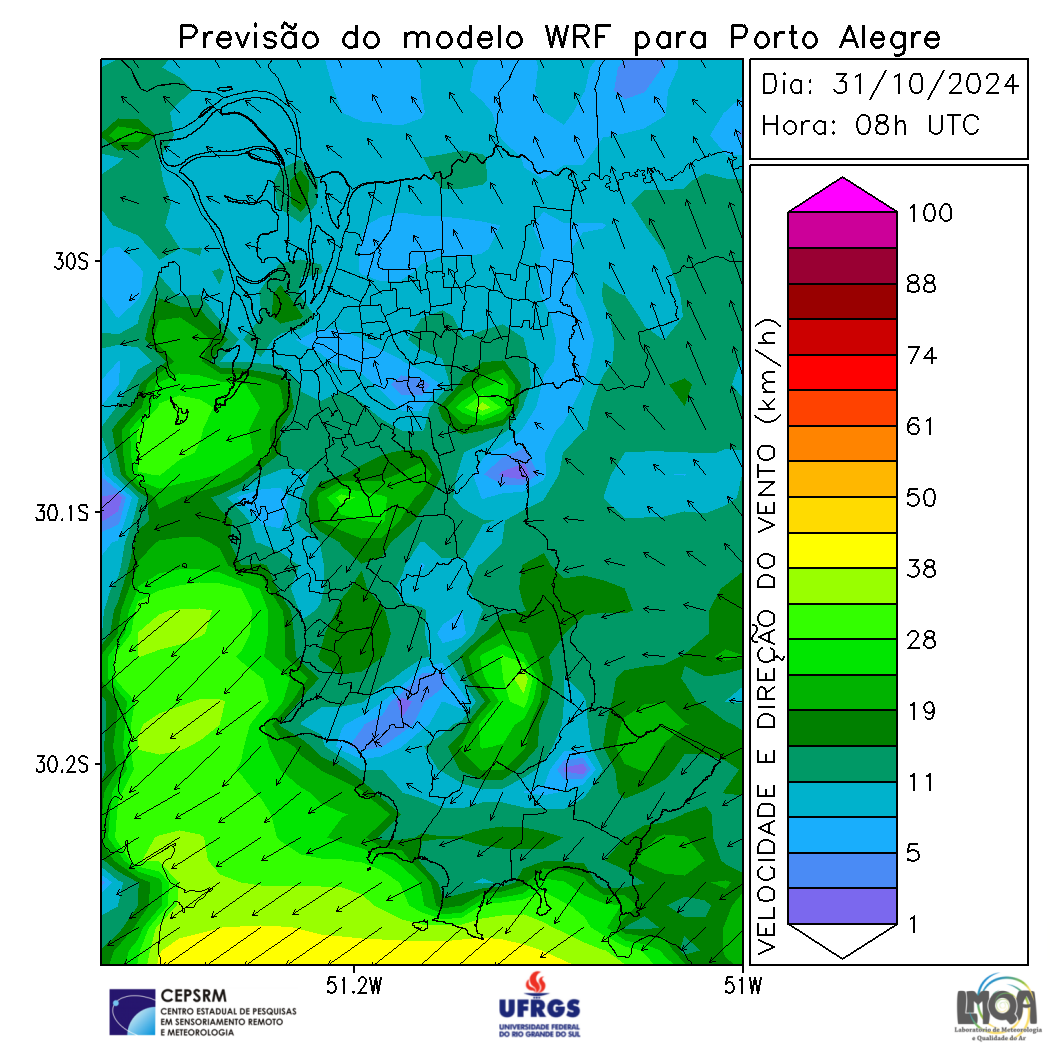 Previsão do modelo WRF para Porto Alegre
Dia: 31/10/2024
Hora: 08h UTC
30S
30.1S
30.2S
51.2W
51W
VELOCIDADE E DIREÇÃO DO VENTO (km/h)
100
88
74
61
50
38
28
19
11
5
1
CEPSRM
CENTRO ESTADUAL DE PESQUISAS
EM SENSORIAMENTO REMOTO
E METEOROLOGIA
UFRGS
UNIVERSIDADE FEDERAL
DO RIO GRANDE DO SUL
LMQA
Laboratório de Meteorologia
e Qualidade do Ar